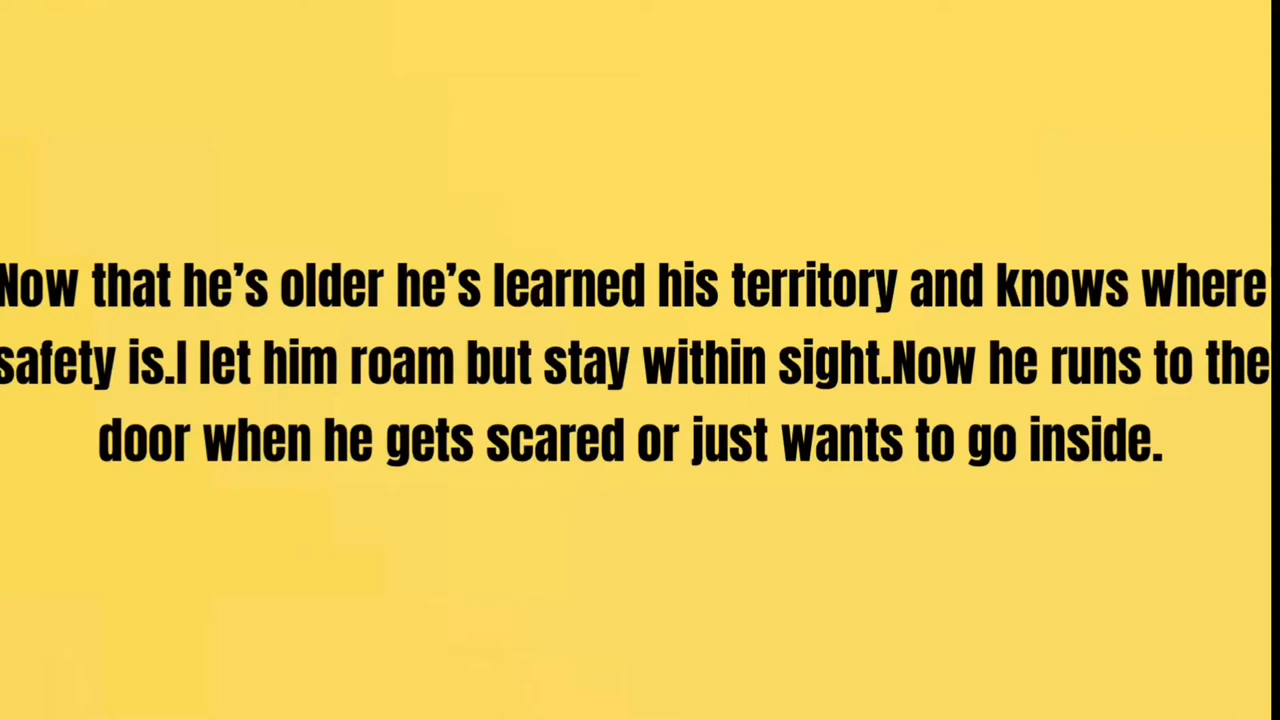 Now that he’s older he’s learned his territory and knows where
safety is.I let him roam but stay within sight.Now he runs to the
door when he gets scared or just wants to go inside.